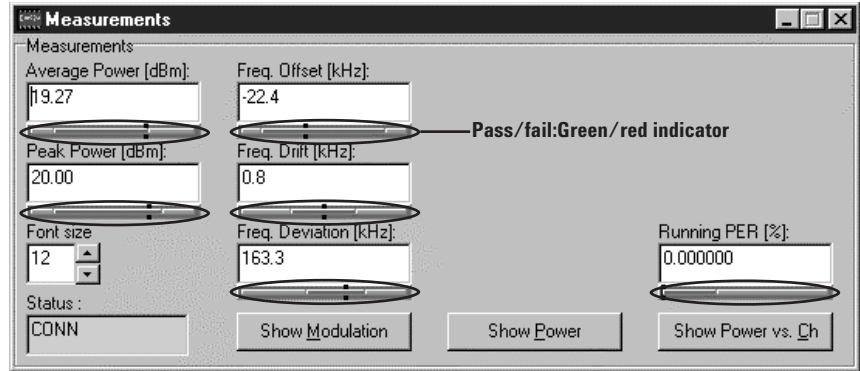 Measurements
Measurements
Average Power [dBm]:
19.27
Freq. Offset [kHz]:
-22.4
Pass/fail:Green/red indicator
Peak Power [dBm]:
20.00
Freq. Drift [kHz]:
0.8
Font size
12
Freq. Deviation [kHz]:
163.3
Running PER [%]:
0.000000
Status :
CONN
Show Modulation
Show Power
Show Power vs. Ch